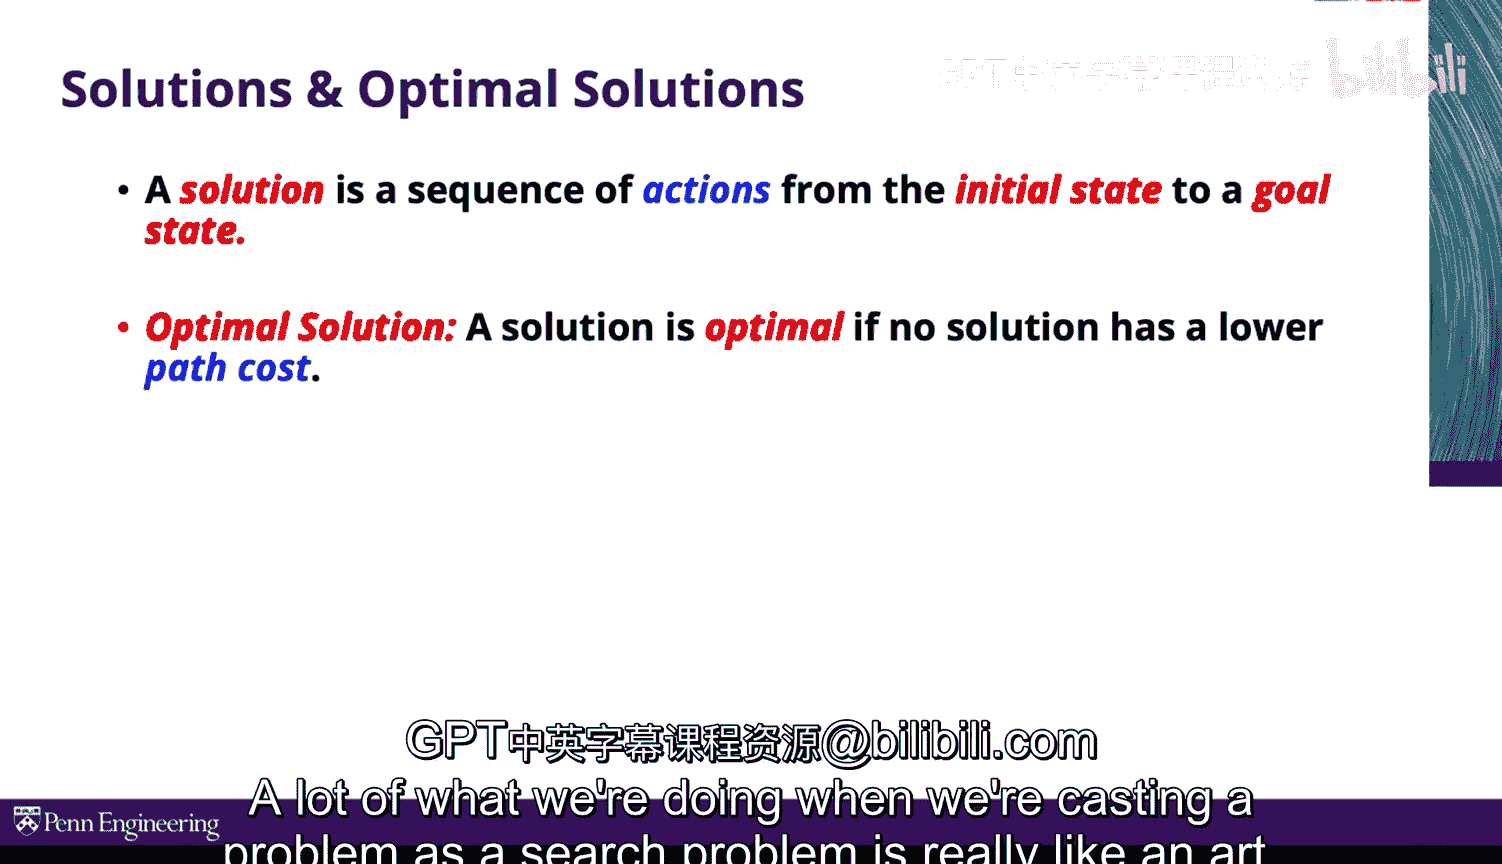 Solutions & Optimal Solutions
bilibili
• A solution is a sequence of actions from the initial state to a goal
state.
• Optimal Solution: A solution is optimal if no solution has a lower
path cost.
GPT中英字幕课程资源@bilibili.com
A lot of what we're doing when we're casting a
Penn Engineering
problem as a search problem is really like an art